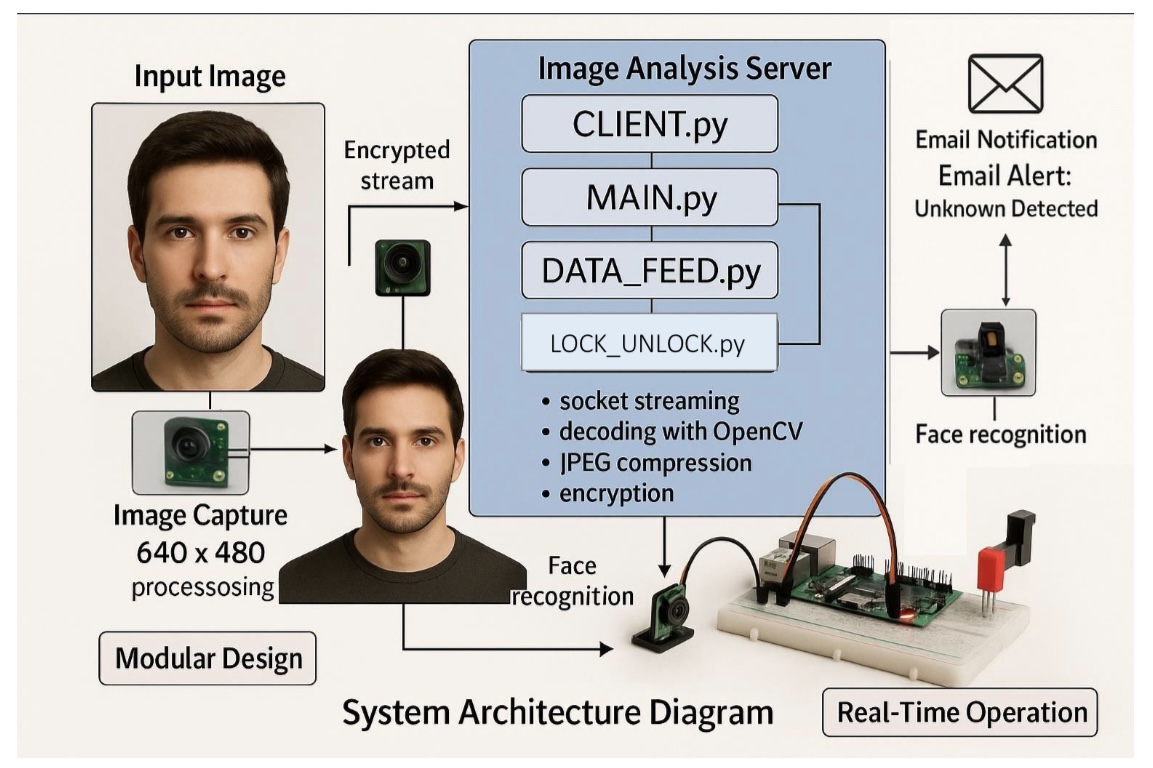 Input Image
Encrypted
stream
Image Capture
640 x 480
processosing
Modular Design
Image Analysis Server
CLIENT.py
MAIN.py
DATA_FEED.py
LOCK_UNLOCK.py
• socket streaming
• decoding with OpenCV
• JPEG compression
• encryption
Email Notification
Email Alert:
Unknown Detected
Face recognition
Face
recognition
System Architecture Diagram
Real-Time Operation